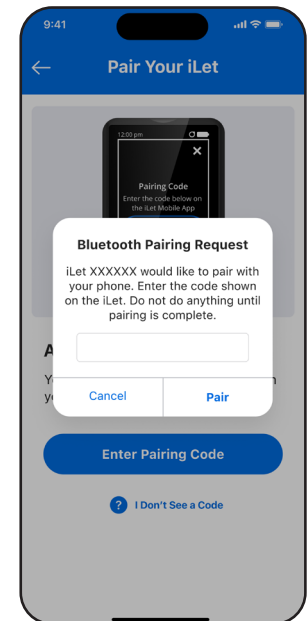 9:41
Pair Your iLet
12:00 pm
Pairing Code
Enter the code below on
the iLet Mobile App
Bluetooth Pairing Request
iLet XXXXXX would like to pair with
your phone. Enter the code shown
on the iLet. Do not do anything until
pairing is complete.
Cancel
Pair
Enter Pairing Code
? I Don't See a Code